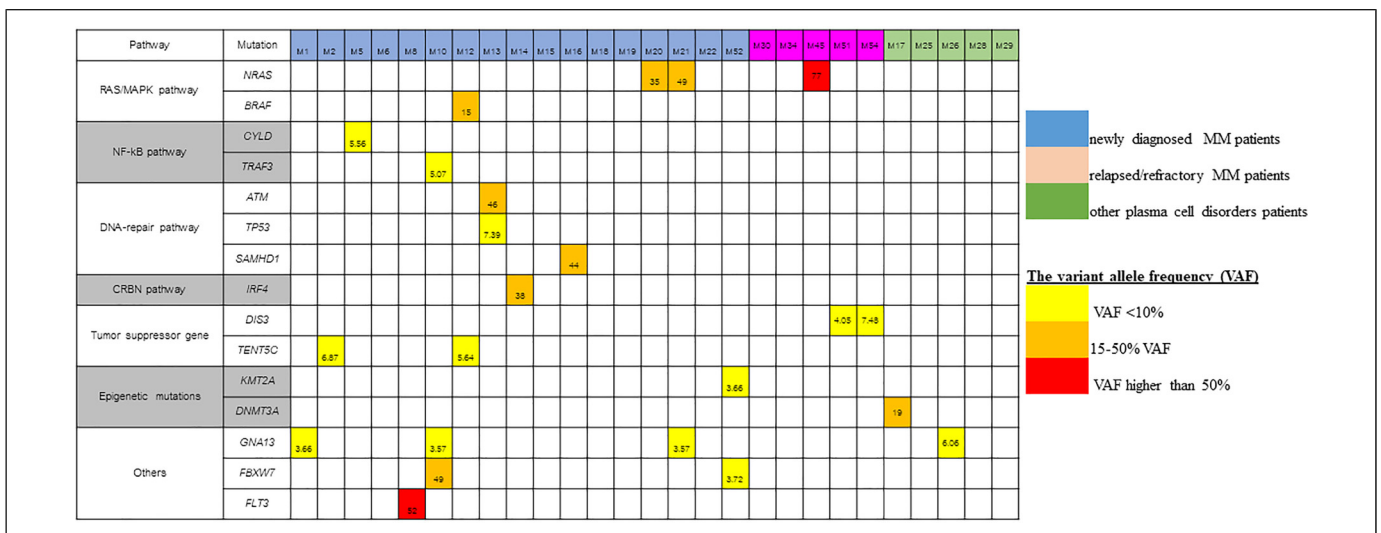 Pathway Mutation M1 M2 M5 M6 M8 M10 M12 M13 M14 M15 M16 M18 M19 M20 M21 M22 M52 M30 M34 M45 M51 M54 M17 M25 M26 M28 M29
RAS/MAPK pathway
NRAS 35 49 77
BRAF 15
NF-kB pathway
CYLD 5.56
TRAF3 5.07
DNA-repair pathway
ATM 46
TP53 7.39
SAMHD1 44
CRBN pathway IRF4 38
Tumor suppressor gene
DIS3 4.05 7.48
TENT5C 6.87 5.64
Epigenetic mutations
KMT2A 3.66
DNMT3A 19
Others
GNA13 3.66 3.57 3.57 6.06
FBXW7 49 3.72
FLT3 52
newly diagnosed MM patients
relapsed/refractory MM patients
other plasma cell disorders patients
The variant allele frequency (VAF)
VAF <10%
15-50% VAF
VAF higher than 50%